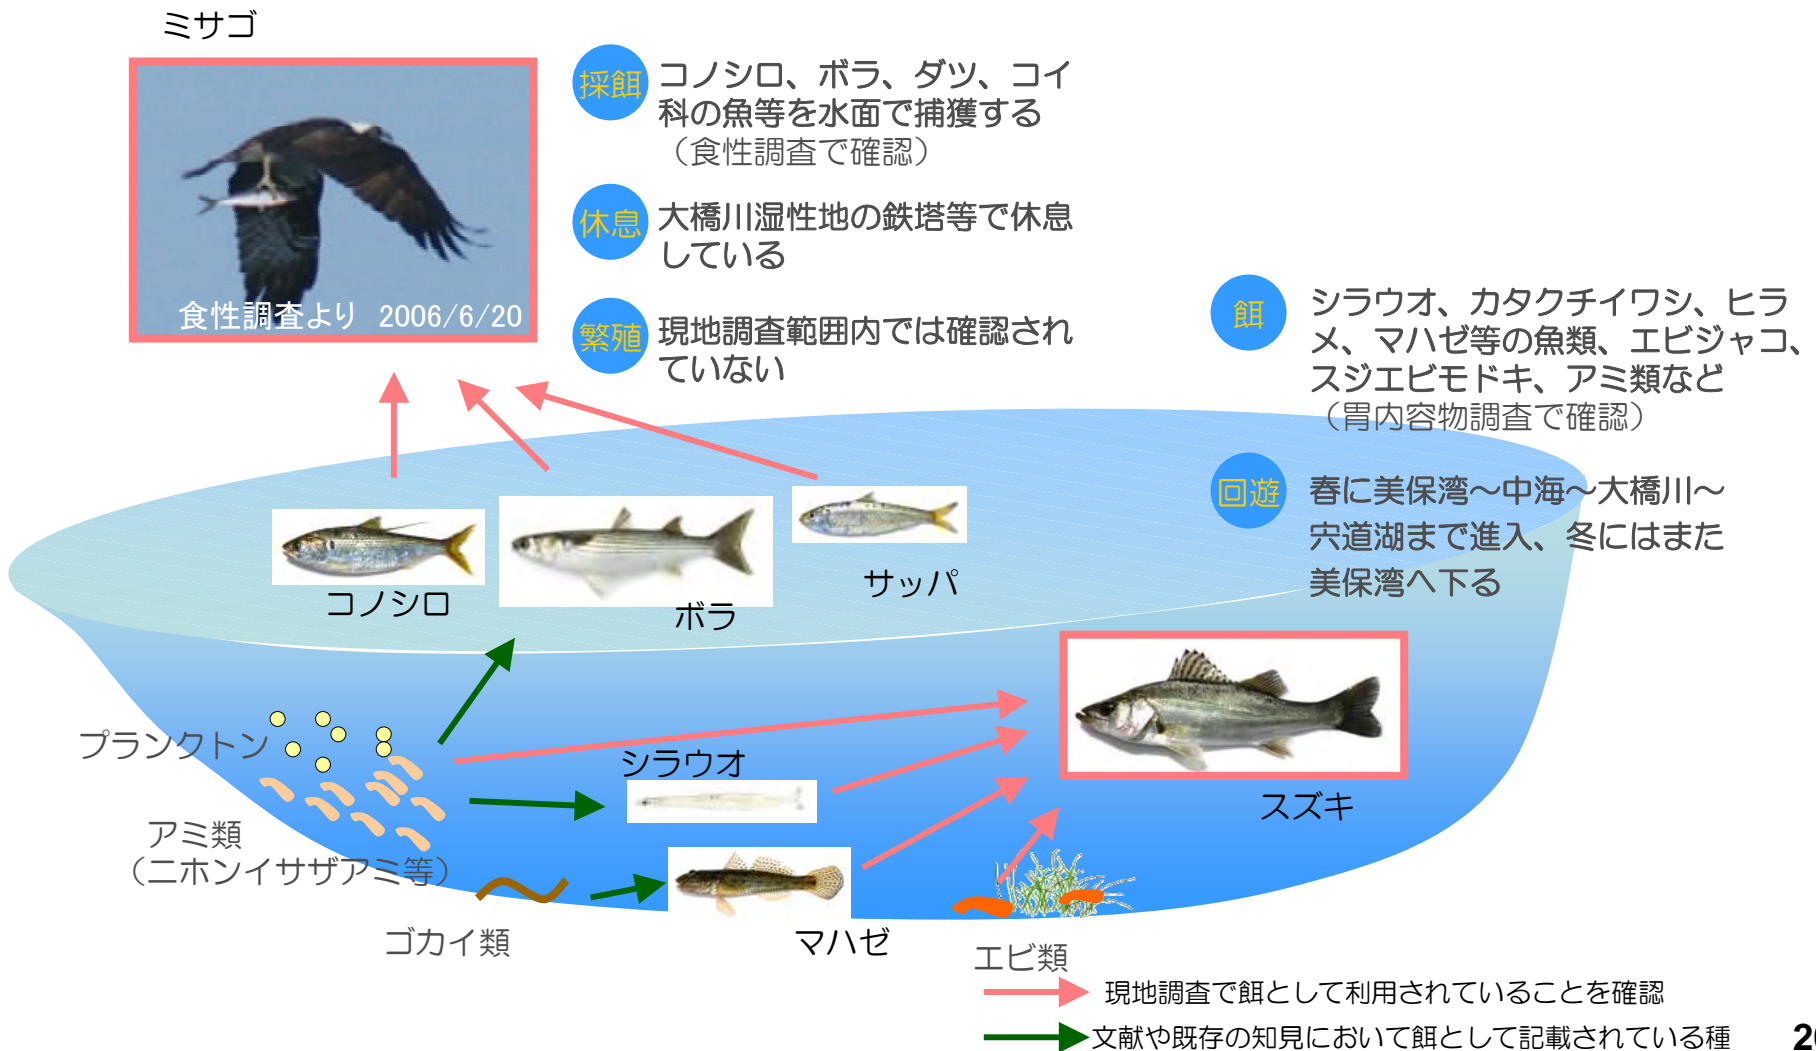 ミサゴ
食性調査より 2006/6/20
採餌
コノシロ、ボラ、ダツ、コイ
科の魚等を水面で捕獲する
（食性調査で確認）
休息
大橋川湿性地の鉄塔等で休息
している
繁殖
現地調査範囲内では確認され
ていない
餌
シラウオ、カタクチイワシ、ヒラ
メ、マハゼ等の魚類、エビジャコ、
スジエビモドキ、アミ類など
（胃内容物調査で確認）
回遊
春に美保湾～中海～大橋川～
宍道湖まで進入、冬にはまた
美保湾へ下る
コノシロ
ボラ
サッパ
プランクトン
シラウオ
スズキ
アミ類
（ニホンイサザアミ等）
ゴカイ類
マハゼ
エビ類
現地調査で餌として利用されていることを確認
文献や既存の知見において餌として記載されている種